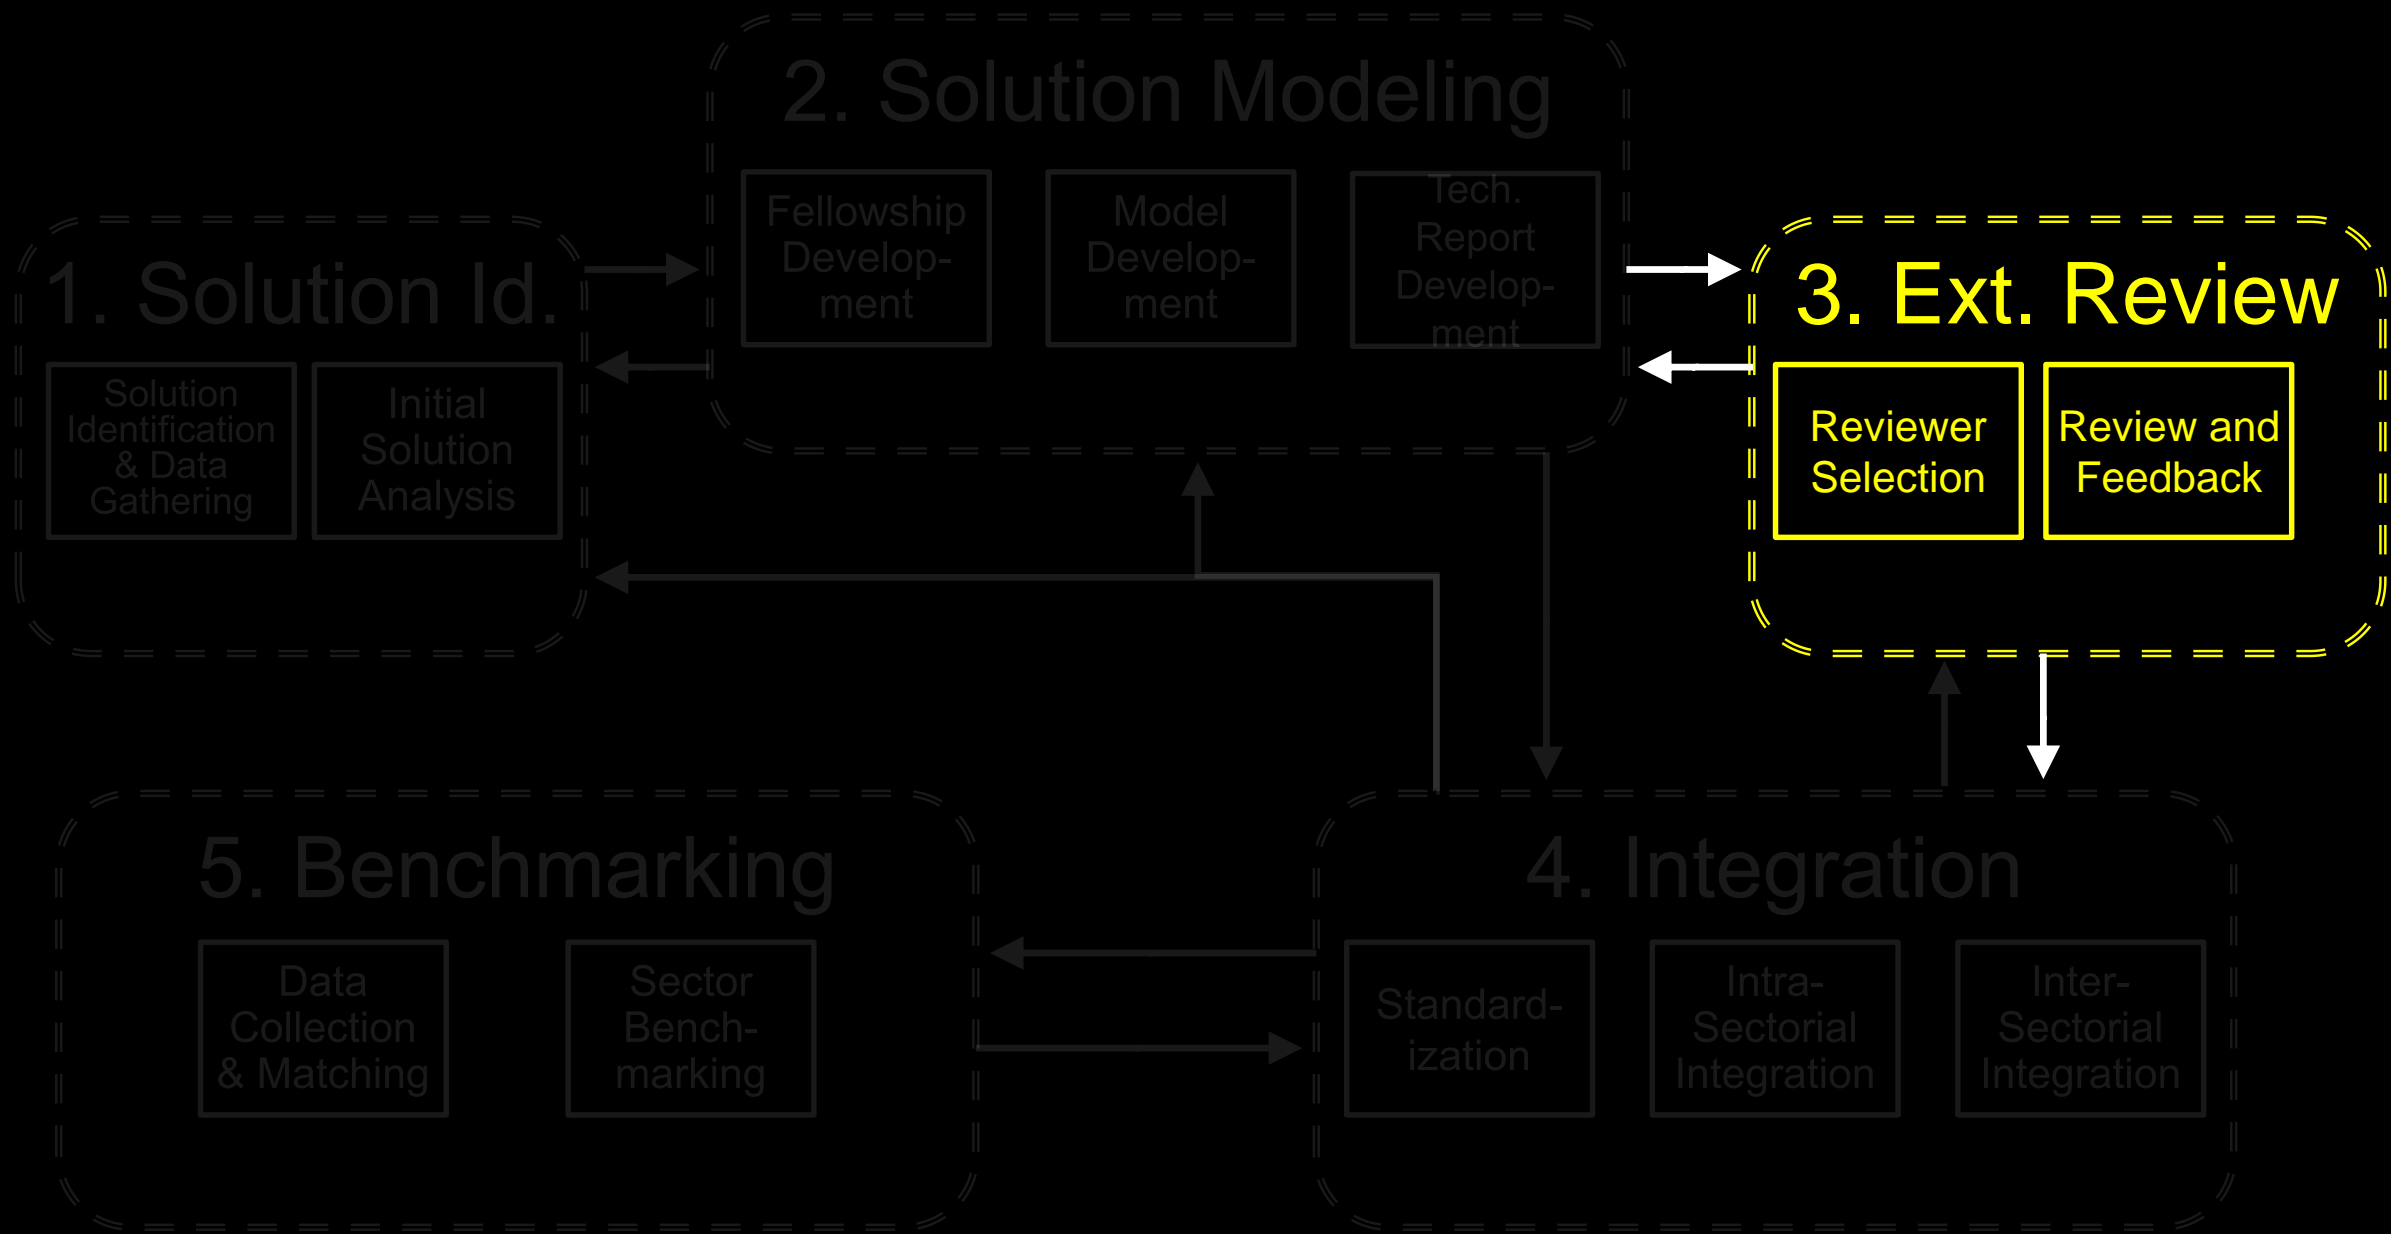 2. Solution Modeling
Fellowship
Develop-
ment
Model
Develop-
ment
Tech.
Report
Develop-
ment
1. Solution Id.
Solution
Identification
& Data
Gathering
Initial
Solution
Analysis
3. Ext. Review
Reviewer
Selection
Review and
Feedback
5. Benchmarking
Data
Collection
& Matching
Sector
Bench-
marking
4. Integration
Standard-
ization
Intra-
Sectorial
Integration
Inter-
Sectorial
Integration